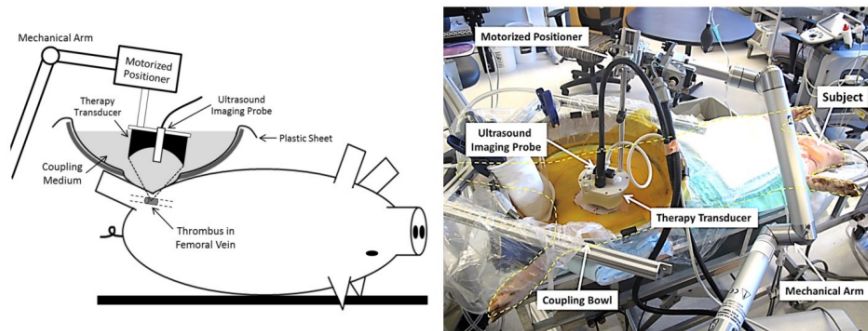 Mechanical Arm
Motorized
Positioner
Therapy
Transducer
Ultrasound
Imaging Probe
Plastic Sheet
Coupling
Medium
Thrombus in
Femoral Vein
Motorized Positioner
Subject
Ultrasound
Imaging Probe
Therapy Transducer
Mechanical Arm
Coupling Bowl